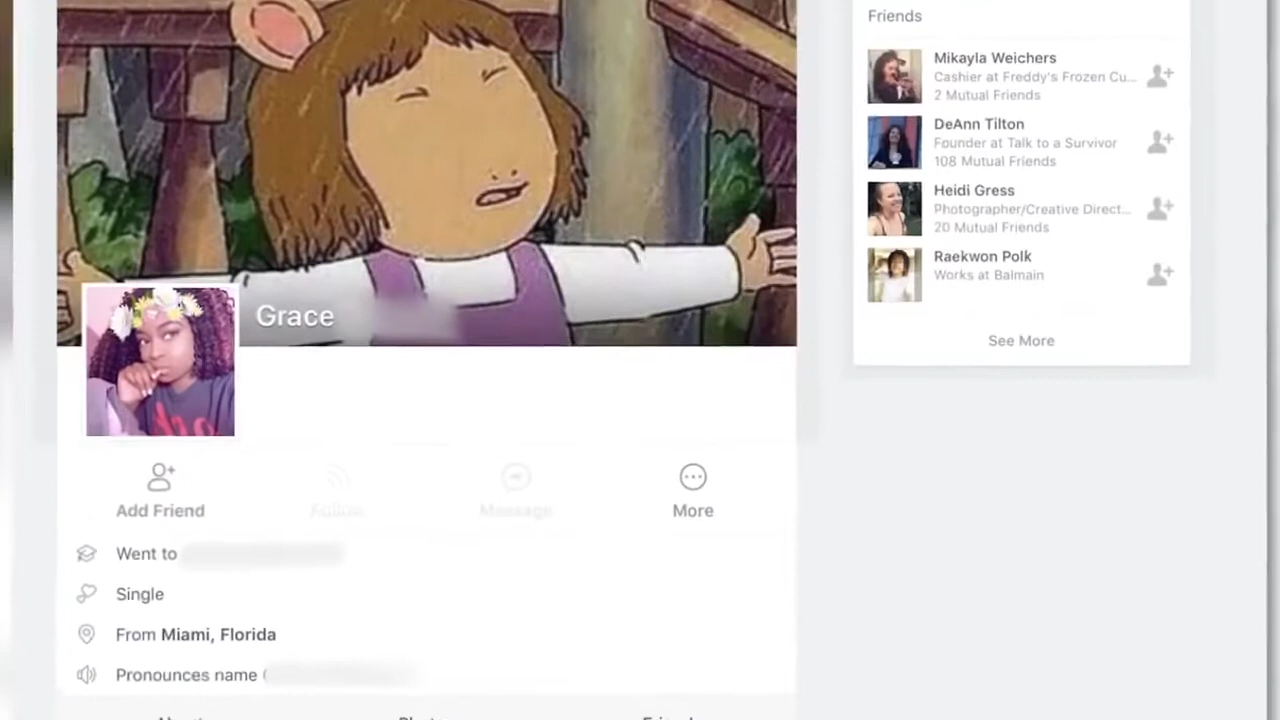 Grace
Add Friend
Follow
Message
More
Went to
Single
From Miami, Florida
Pronounces name (
Friends
Mikayla Weichers
Cashier at Freddy's Frozen Cu...
2 Mutual Friends
DeAnn Tilton
Founder at Talk to a Survivor
108 Mutual Friends
Heidi Gress
Photographer/Creative Direct...
20 Mutual Friends
Raekwon Polk
Works at Balmain
See More